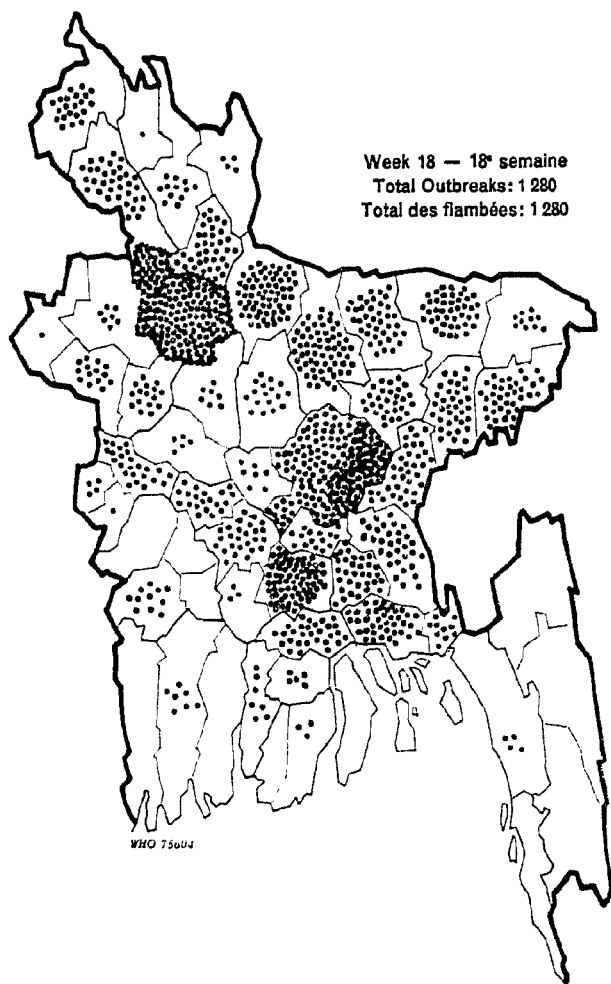 Week 18 — 18e semaine
Total Outbreaks: 1 280
Total des flambées: 1 280
WHO 75604